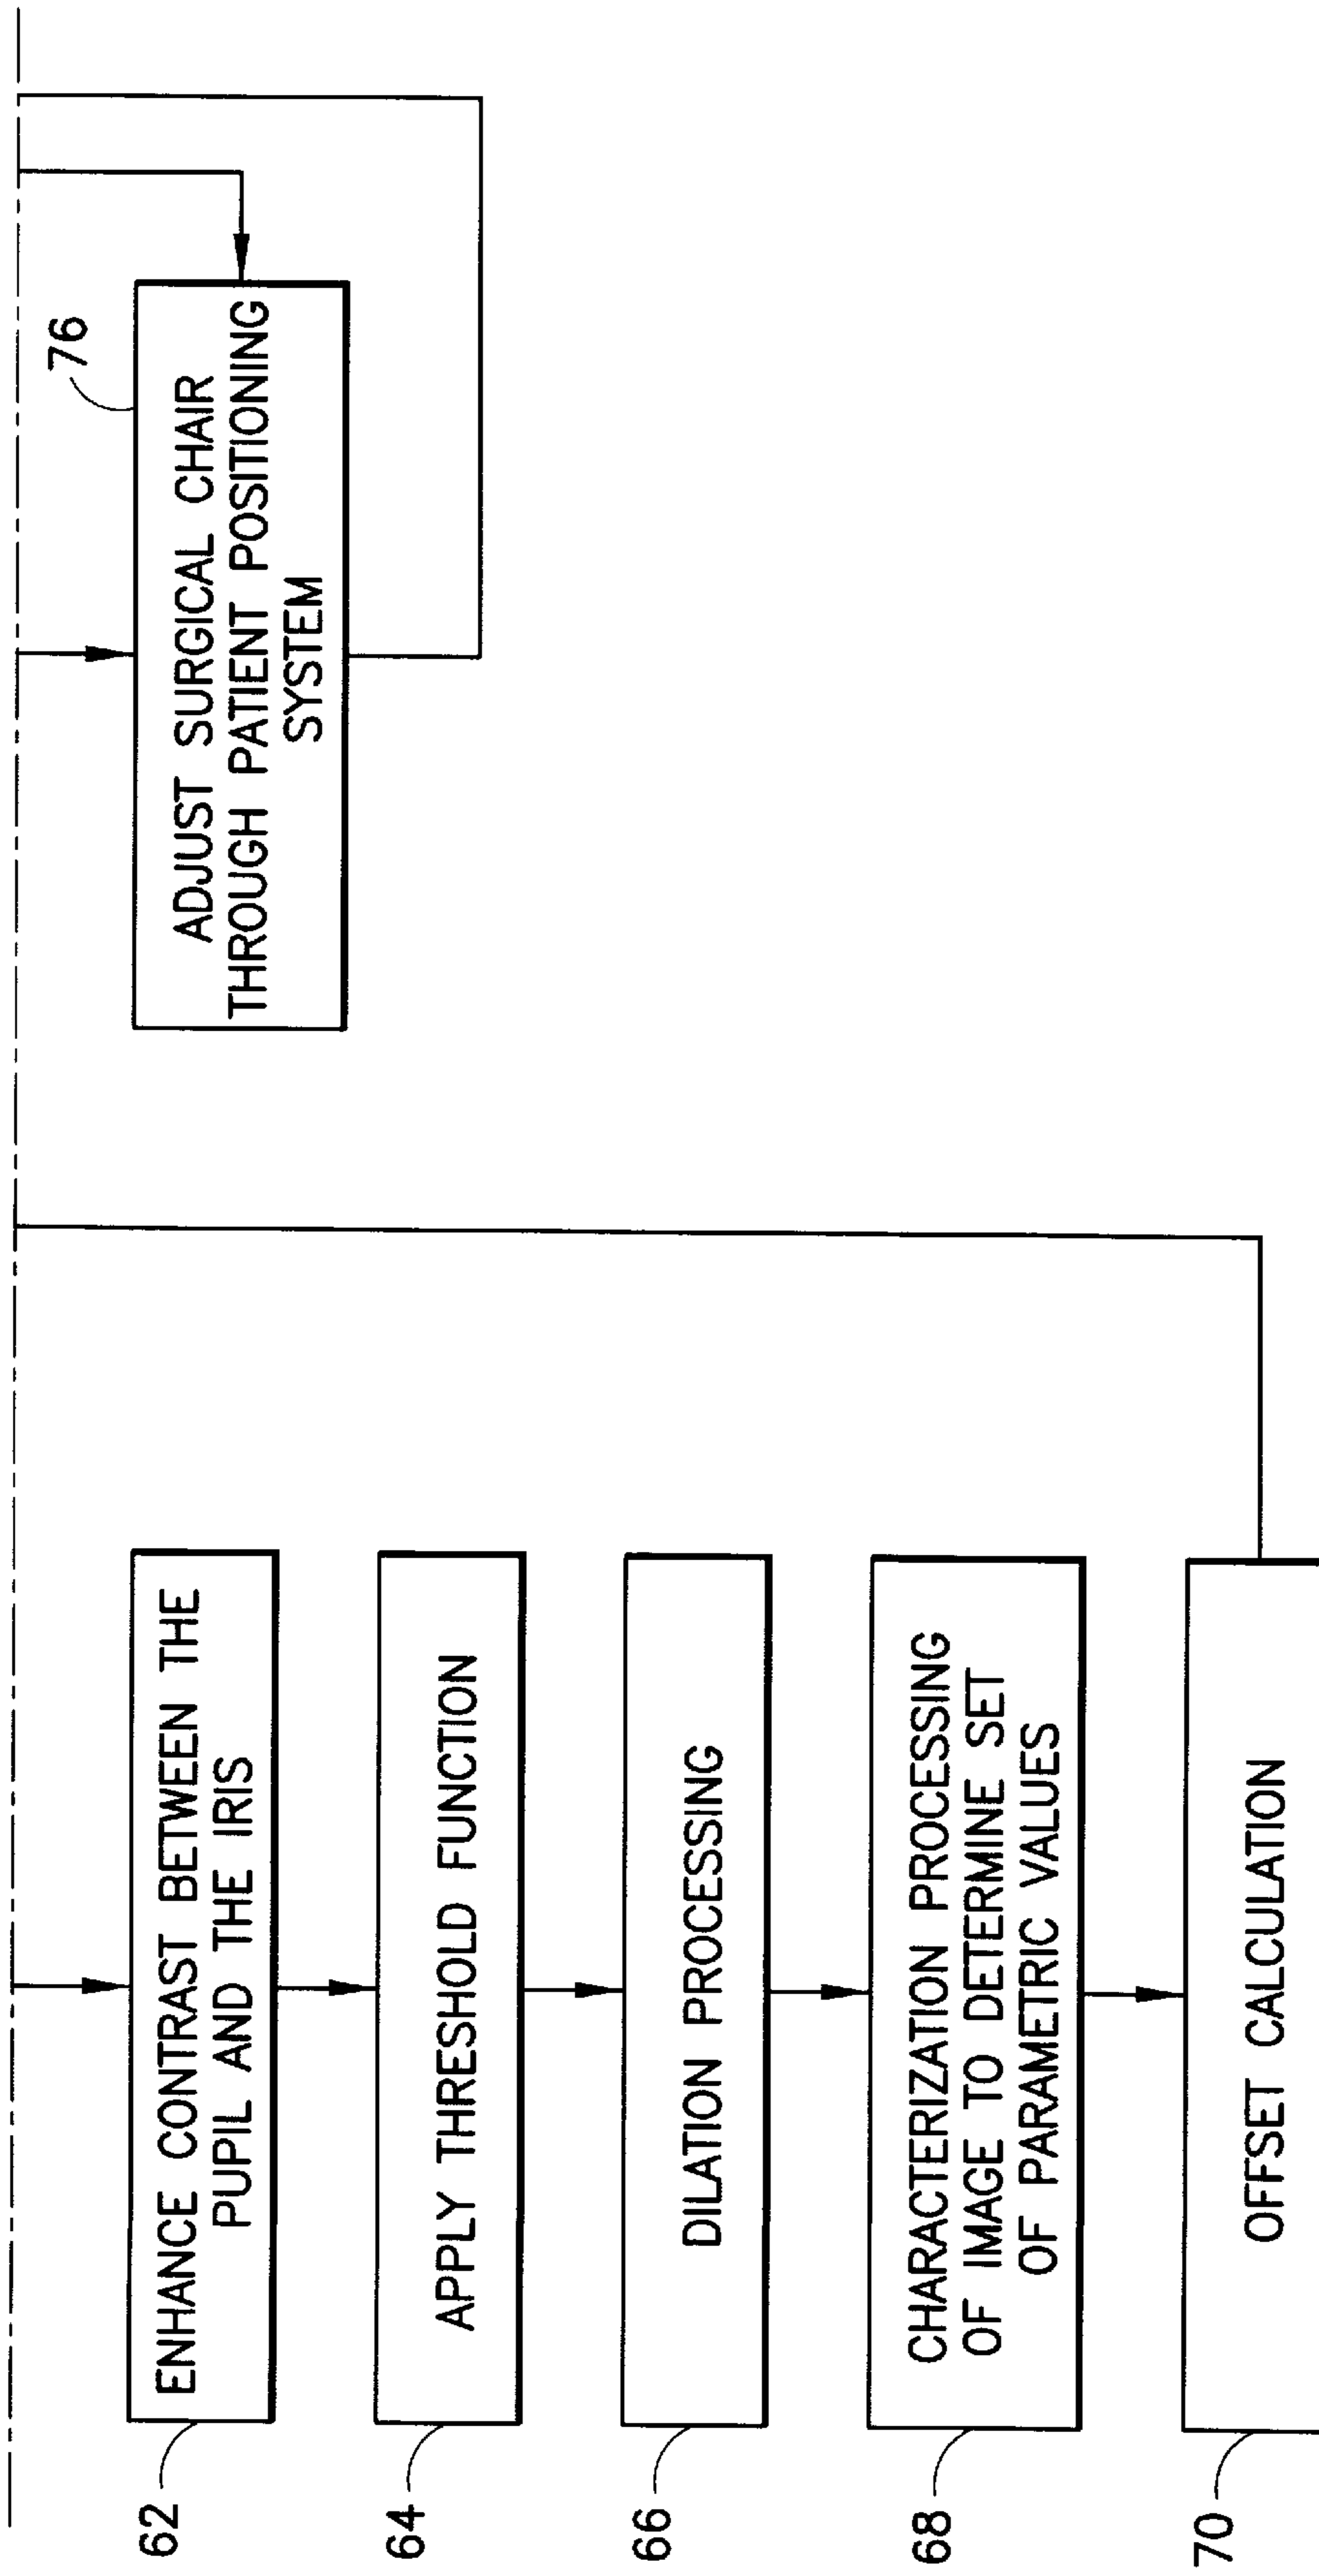 62
ENHANCE CONTRAST BETWEEN THE
PUPIL AND THE IRIS
64
APPLY THRESHOLD FUNCTION
66
DILATION PROCESSING
68
CHARACTERIZATION PROCESSING
OF IMAGE TO DETERMINE SET
OF PARAMETRIC VALUES
70
OFFSET CALCULATION
76
ADJUST SURGICAL CHAIR
THROUGH PATIENT POSITIONING
SYSTEM